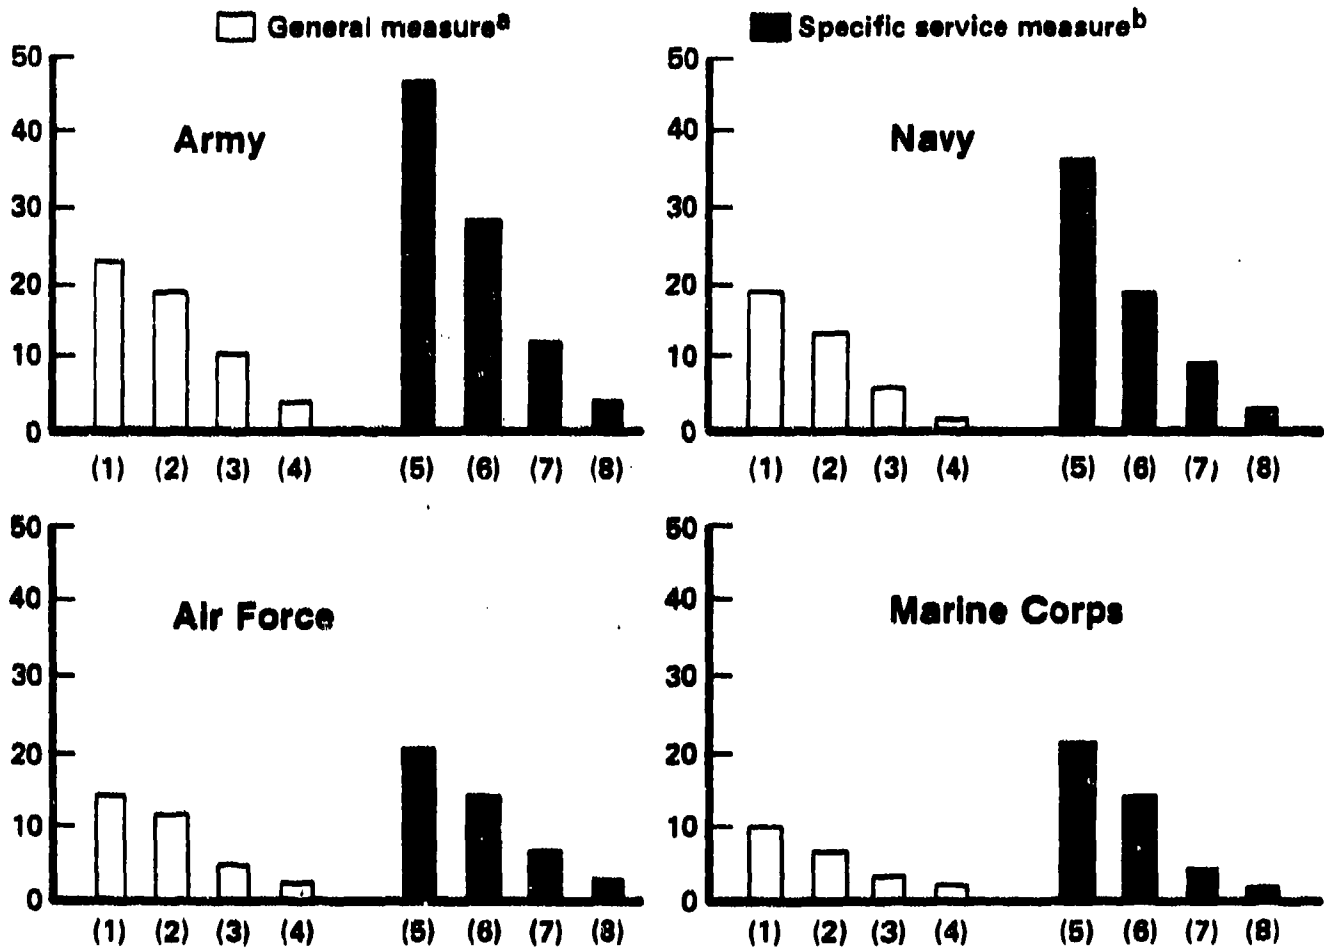 General measureᵃ Specific service measureᵇ
50 50
Army Navy
40 40
30 30
20 20
10 10
0 0
(1) (2) (3) (4) (5) (6) (7) (8) (1) (2) (3) (4) (5) (6) (7) (8)
50 50
Air Force Marine Corps
40 40
30 30
20 20
10 10
0 0
(1) (2) (3) (4) (5) (6) (7) (8) (1) (2) (3) (4) (5) (6) (7) (8)